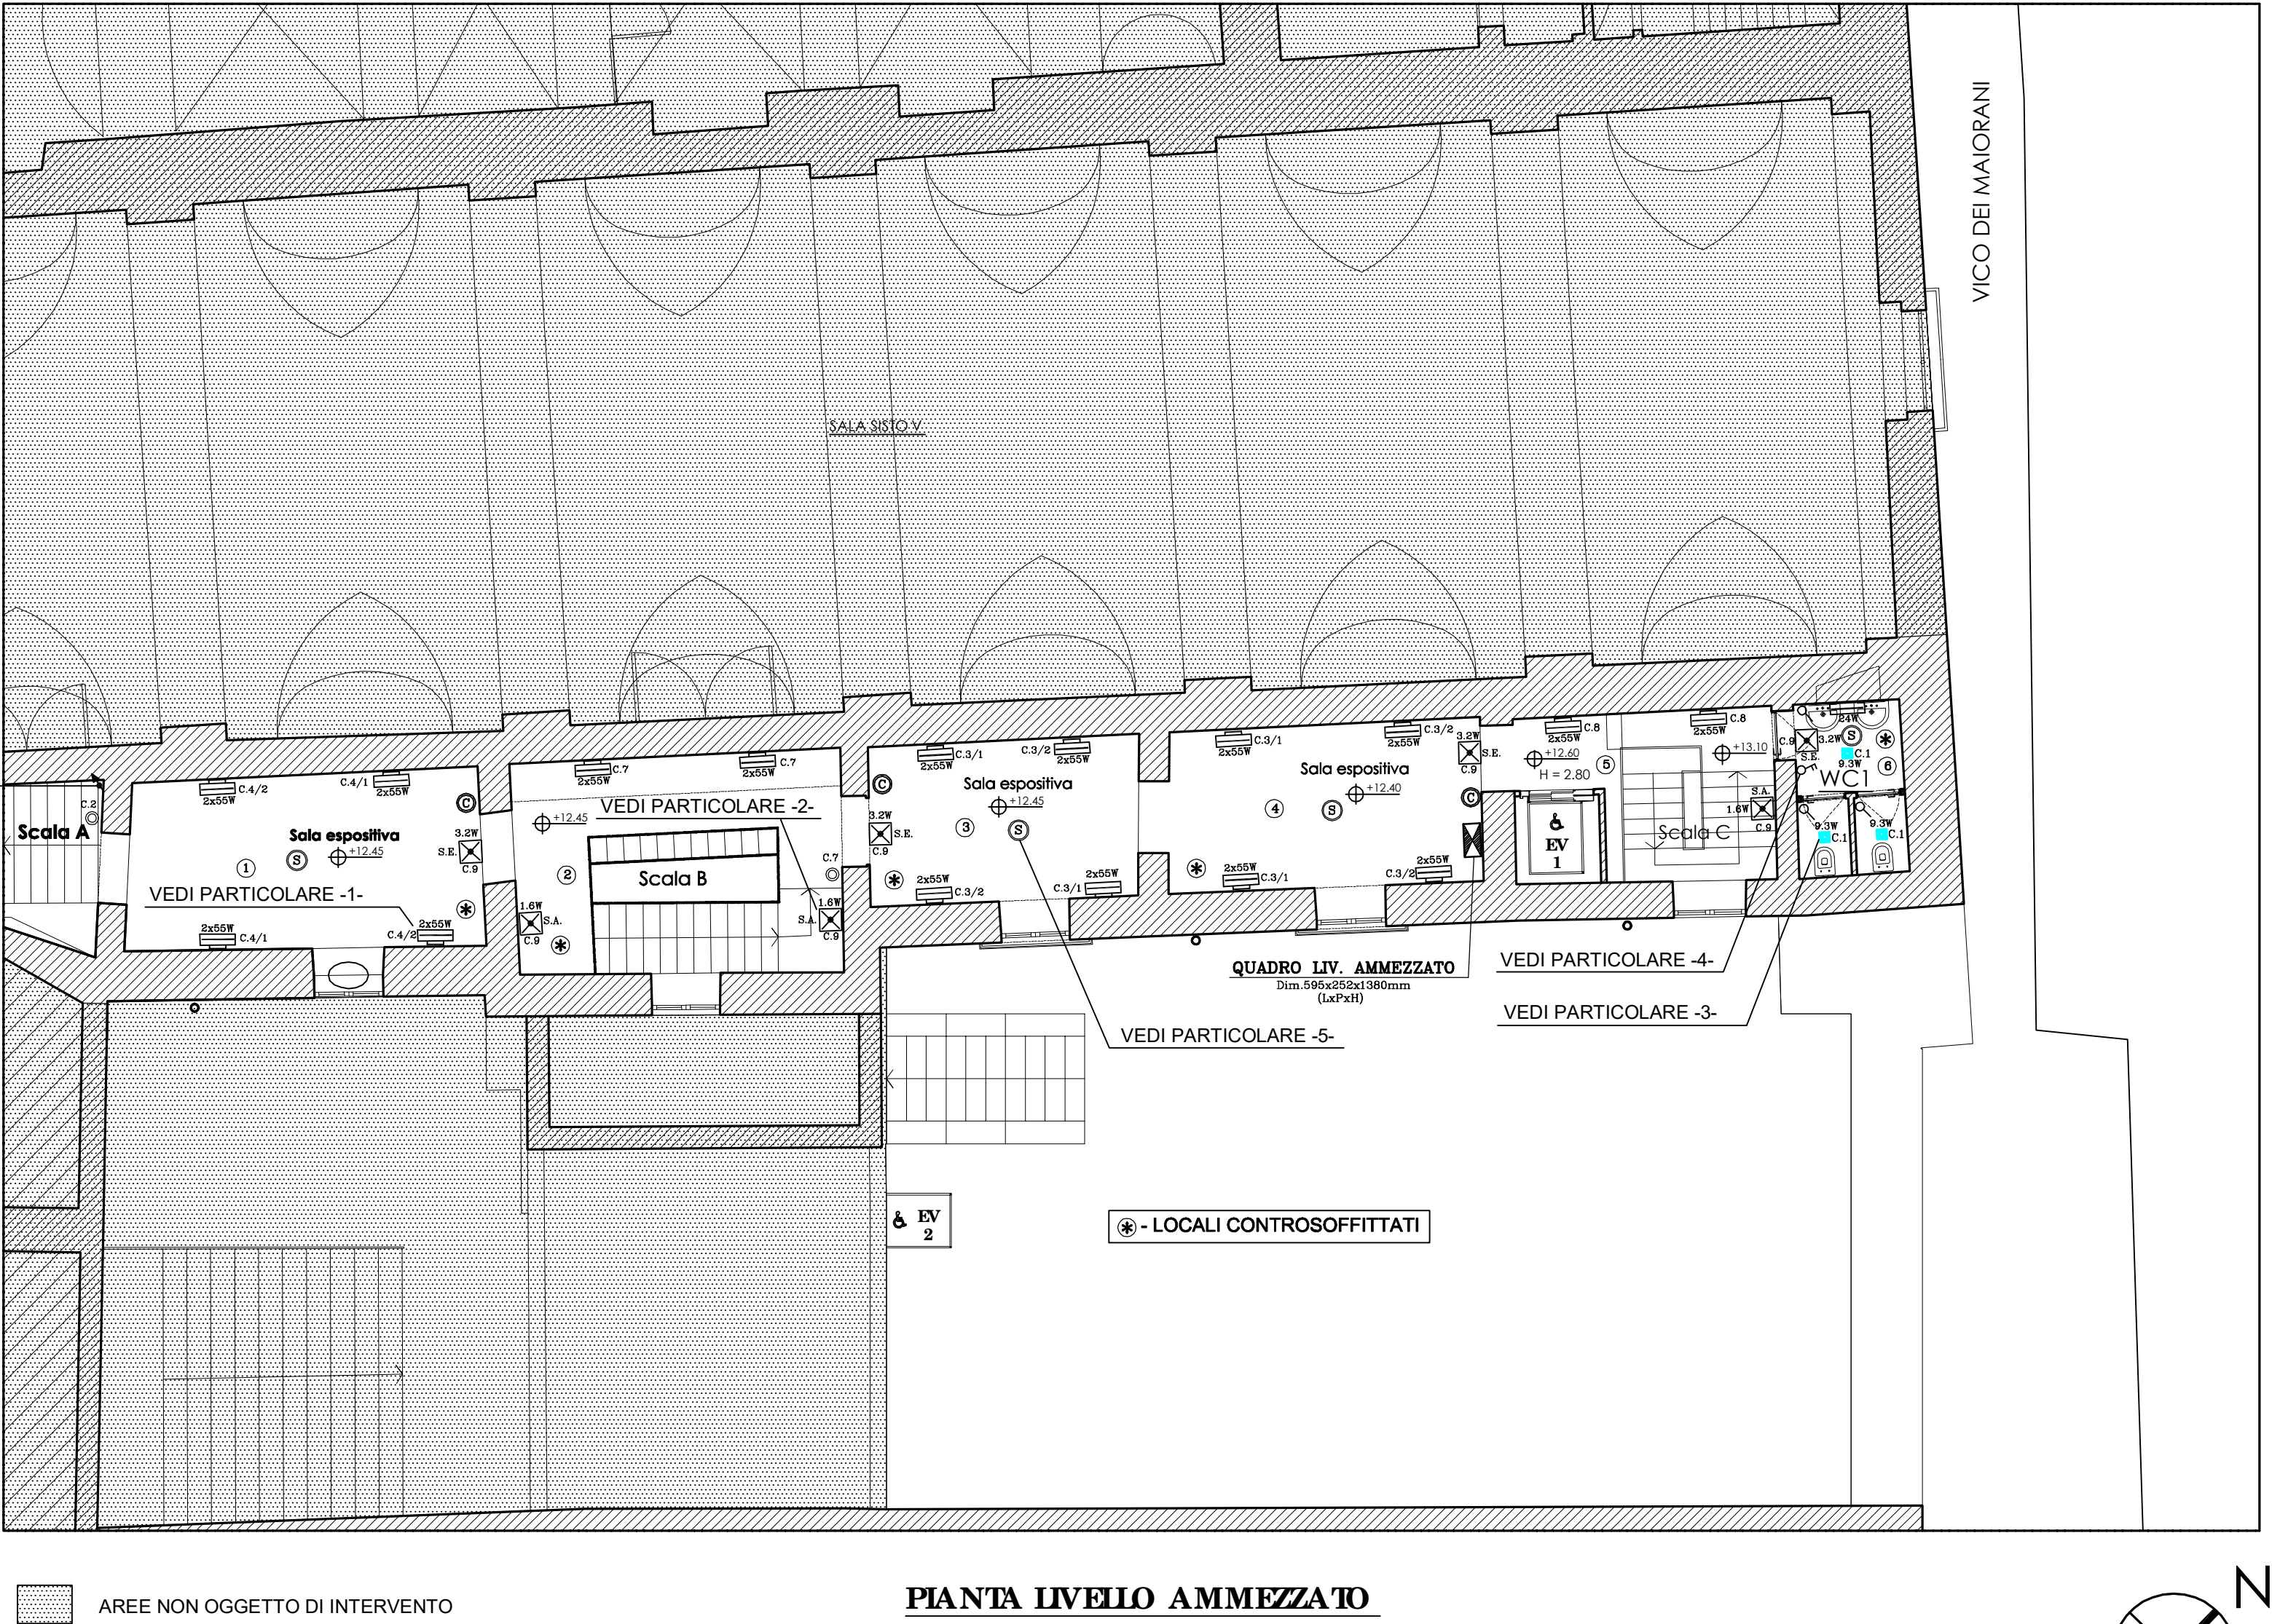 VICO DEI MAIORANI
SALA SISTO V
C.2
Scala A
2x55W
C.4/2
C.4/1
2x55W
C
Sala espositiva
3.2W
S.E.
C.9
1
S
+12.45
VEDI PARTICOLARE -1-
2x55W
C.4/1
2x55W
C.4/2
2x55W
C.7
C.7
2x55W
VEDI PARTICOLARE -2-
+12.45
2
Scala B
C.7
1.6W
S.A.
C.9
1.6W
S.A.
C.9
C.3/1
2x55W
C.3/2
2x55W
C
Sala espositiva
+12.45
3.2W
S.E.
C.9
3
S
2x55W
C.3/2
2x55W
C.3/1
C.3/1
2x55W
C.3/2
2x55W
3.2W
S.E.
C.9
Sala espositiva
+12.40
C
4
S
2x55W
C.3/1
2x55W
C.3/2
C.8
2x55W
+12.60
H = 2.80
5
C.8
2x55W
+13.10
EV
1
Scala C
S.A.
1.6W
C.9
24W
C.9
3.2W
S
S.E.
C.1
9.3W
6
WC1
9.3W
C.1
9.3W
C.1
QUADRO LIV. AMMEZZATO
Dim.595x252x1380mm
(LxPxH)
VEDI PARTICOLARE -4-
VEDI PARTICOLARE -3-
VEDI PARTICOLARE -5-
EV
2
- LOCALI CONTROSOFFITTATI
N
PIANTA LIVELLO AMMEZZATO
AREE NON OGGETTO DI INTERVENTO